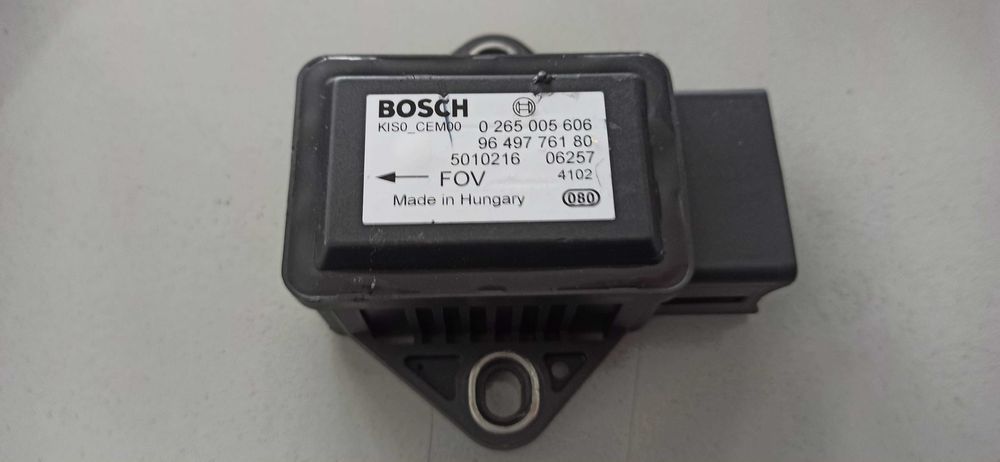 BOSCH
KIS0_CEM00 0 265 005 606
96 497 761 80
5010216 06257
FOV 4102
Made in Hungary 080